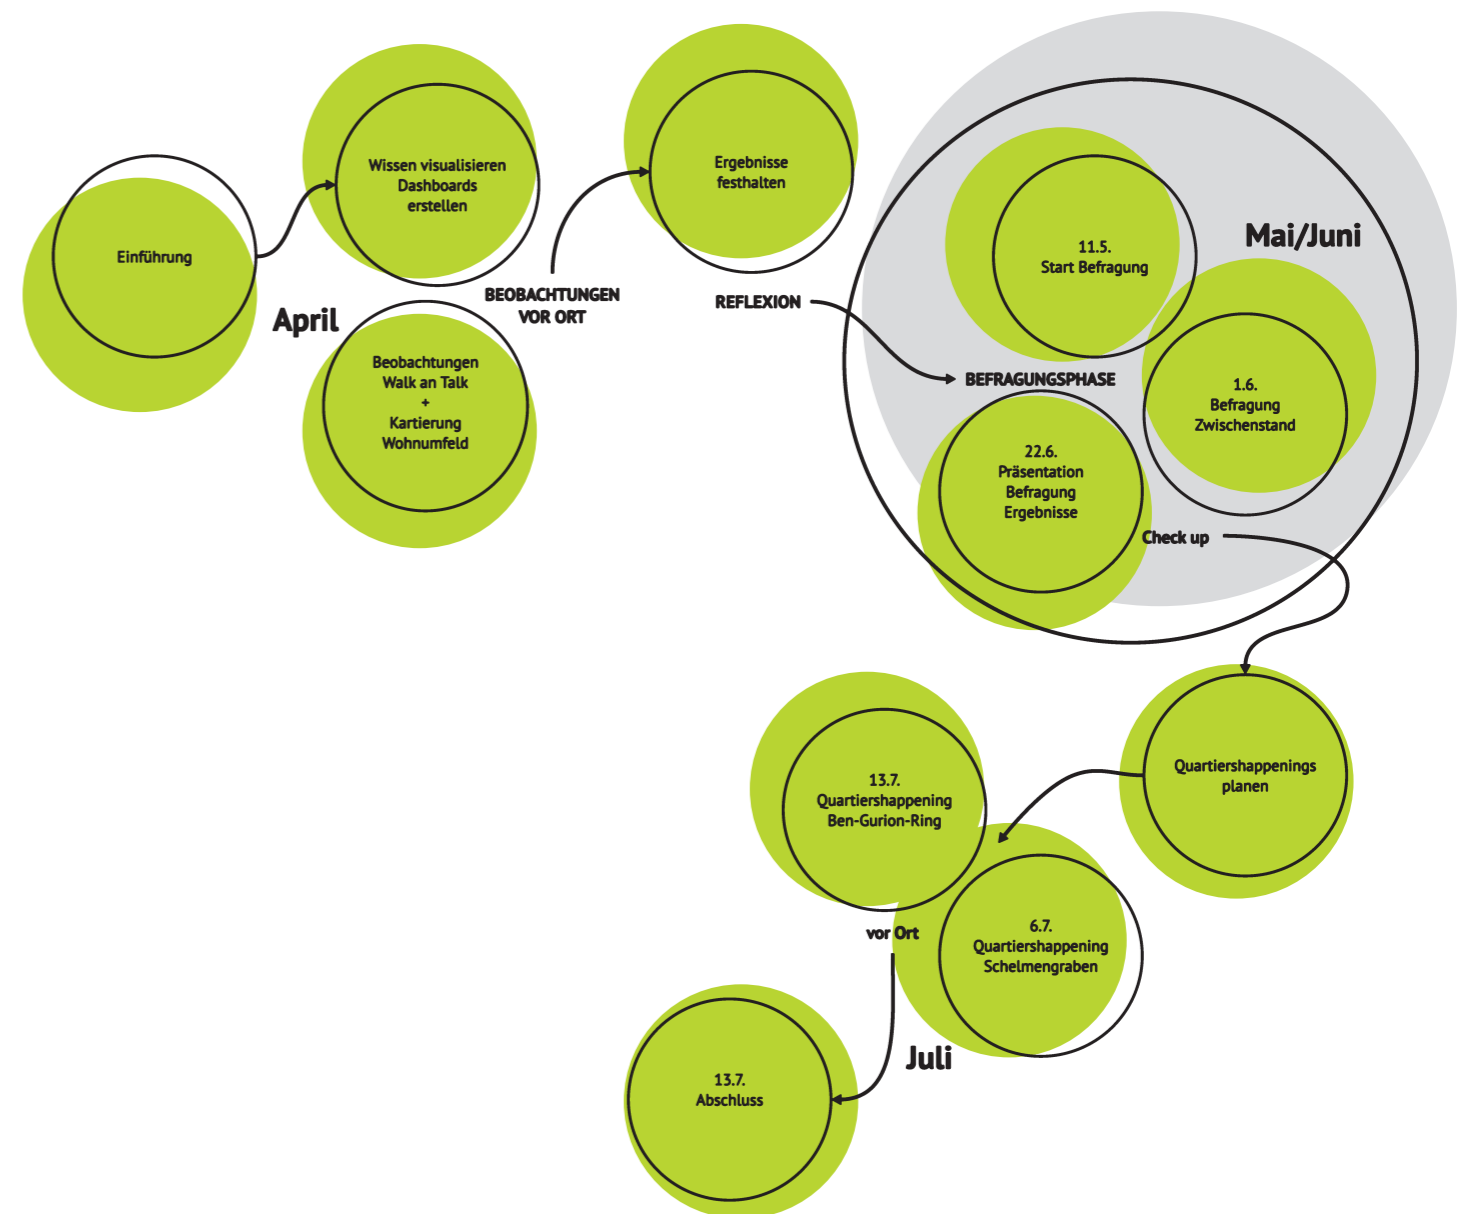 Einführung
April
Wissen visualisieren
Dashboards
erstellen
Beobachtungen
Walk an Talk
+
Kartierung
Wohnumfeld
BEOBACHTUNGEN
VOR ORT
Ergebnisse
festhalten
REFLEXION
Mai/Juni
BEFRAGUNGSPHASE
11.5.
Start Befragung
1.6.
Befragung
Zwischenstand
22.6.
Präsentation
Befragung
Ergebnisse
Check up
Quartiershappenings
planen
6.7.
Quartiershappening
Schelmengraben
13.7.
Quartiershappening
Ben-Gurion-Ring
vor Ort
Juli
13.7.
Abschluss